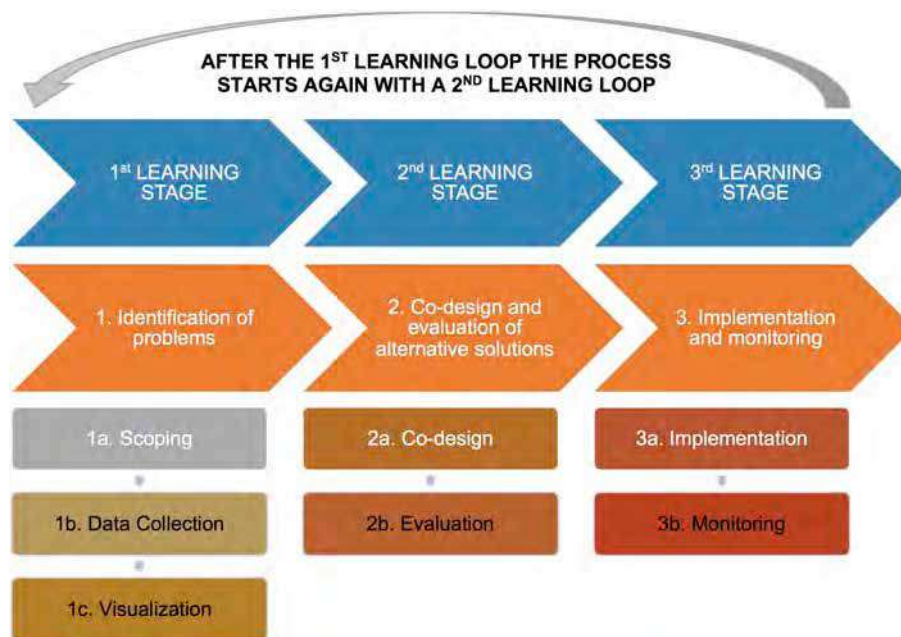 AFTER THE 1ST LEARNING LOOP THE PROCESS
STARTS AGAIN WITH A 2ND LEARNING LOOP
1st LEARNING
STAGE
2nd LEARNING
STAGE
3rd LEARNING
STAGE
1. Identification of
problems
2. Co-design and
evaluation of
alternative solutions
3. Implementation
and monitoring
1a. Scoping
2a. Co-design
3a. Implementation
1b. Data Collection
2b. Evaluation
3b. Monitoring
1c. Visualization